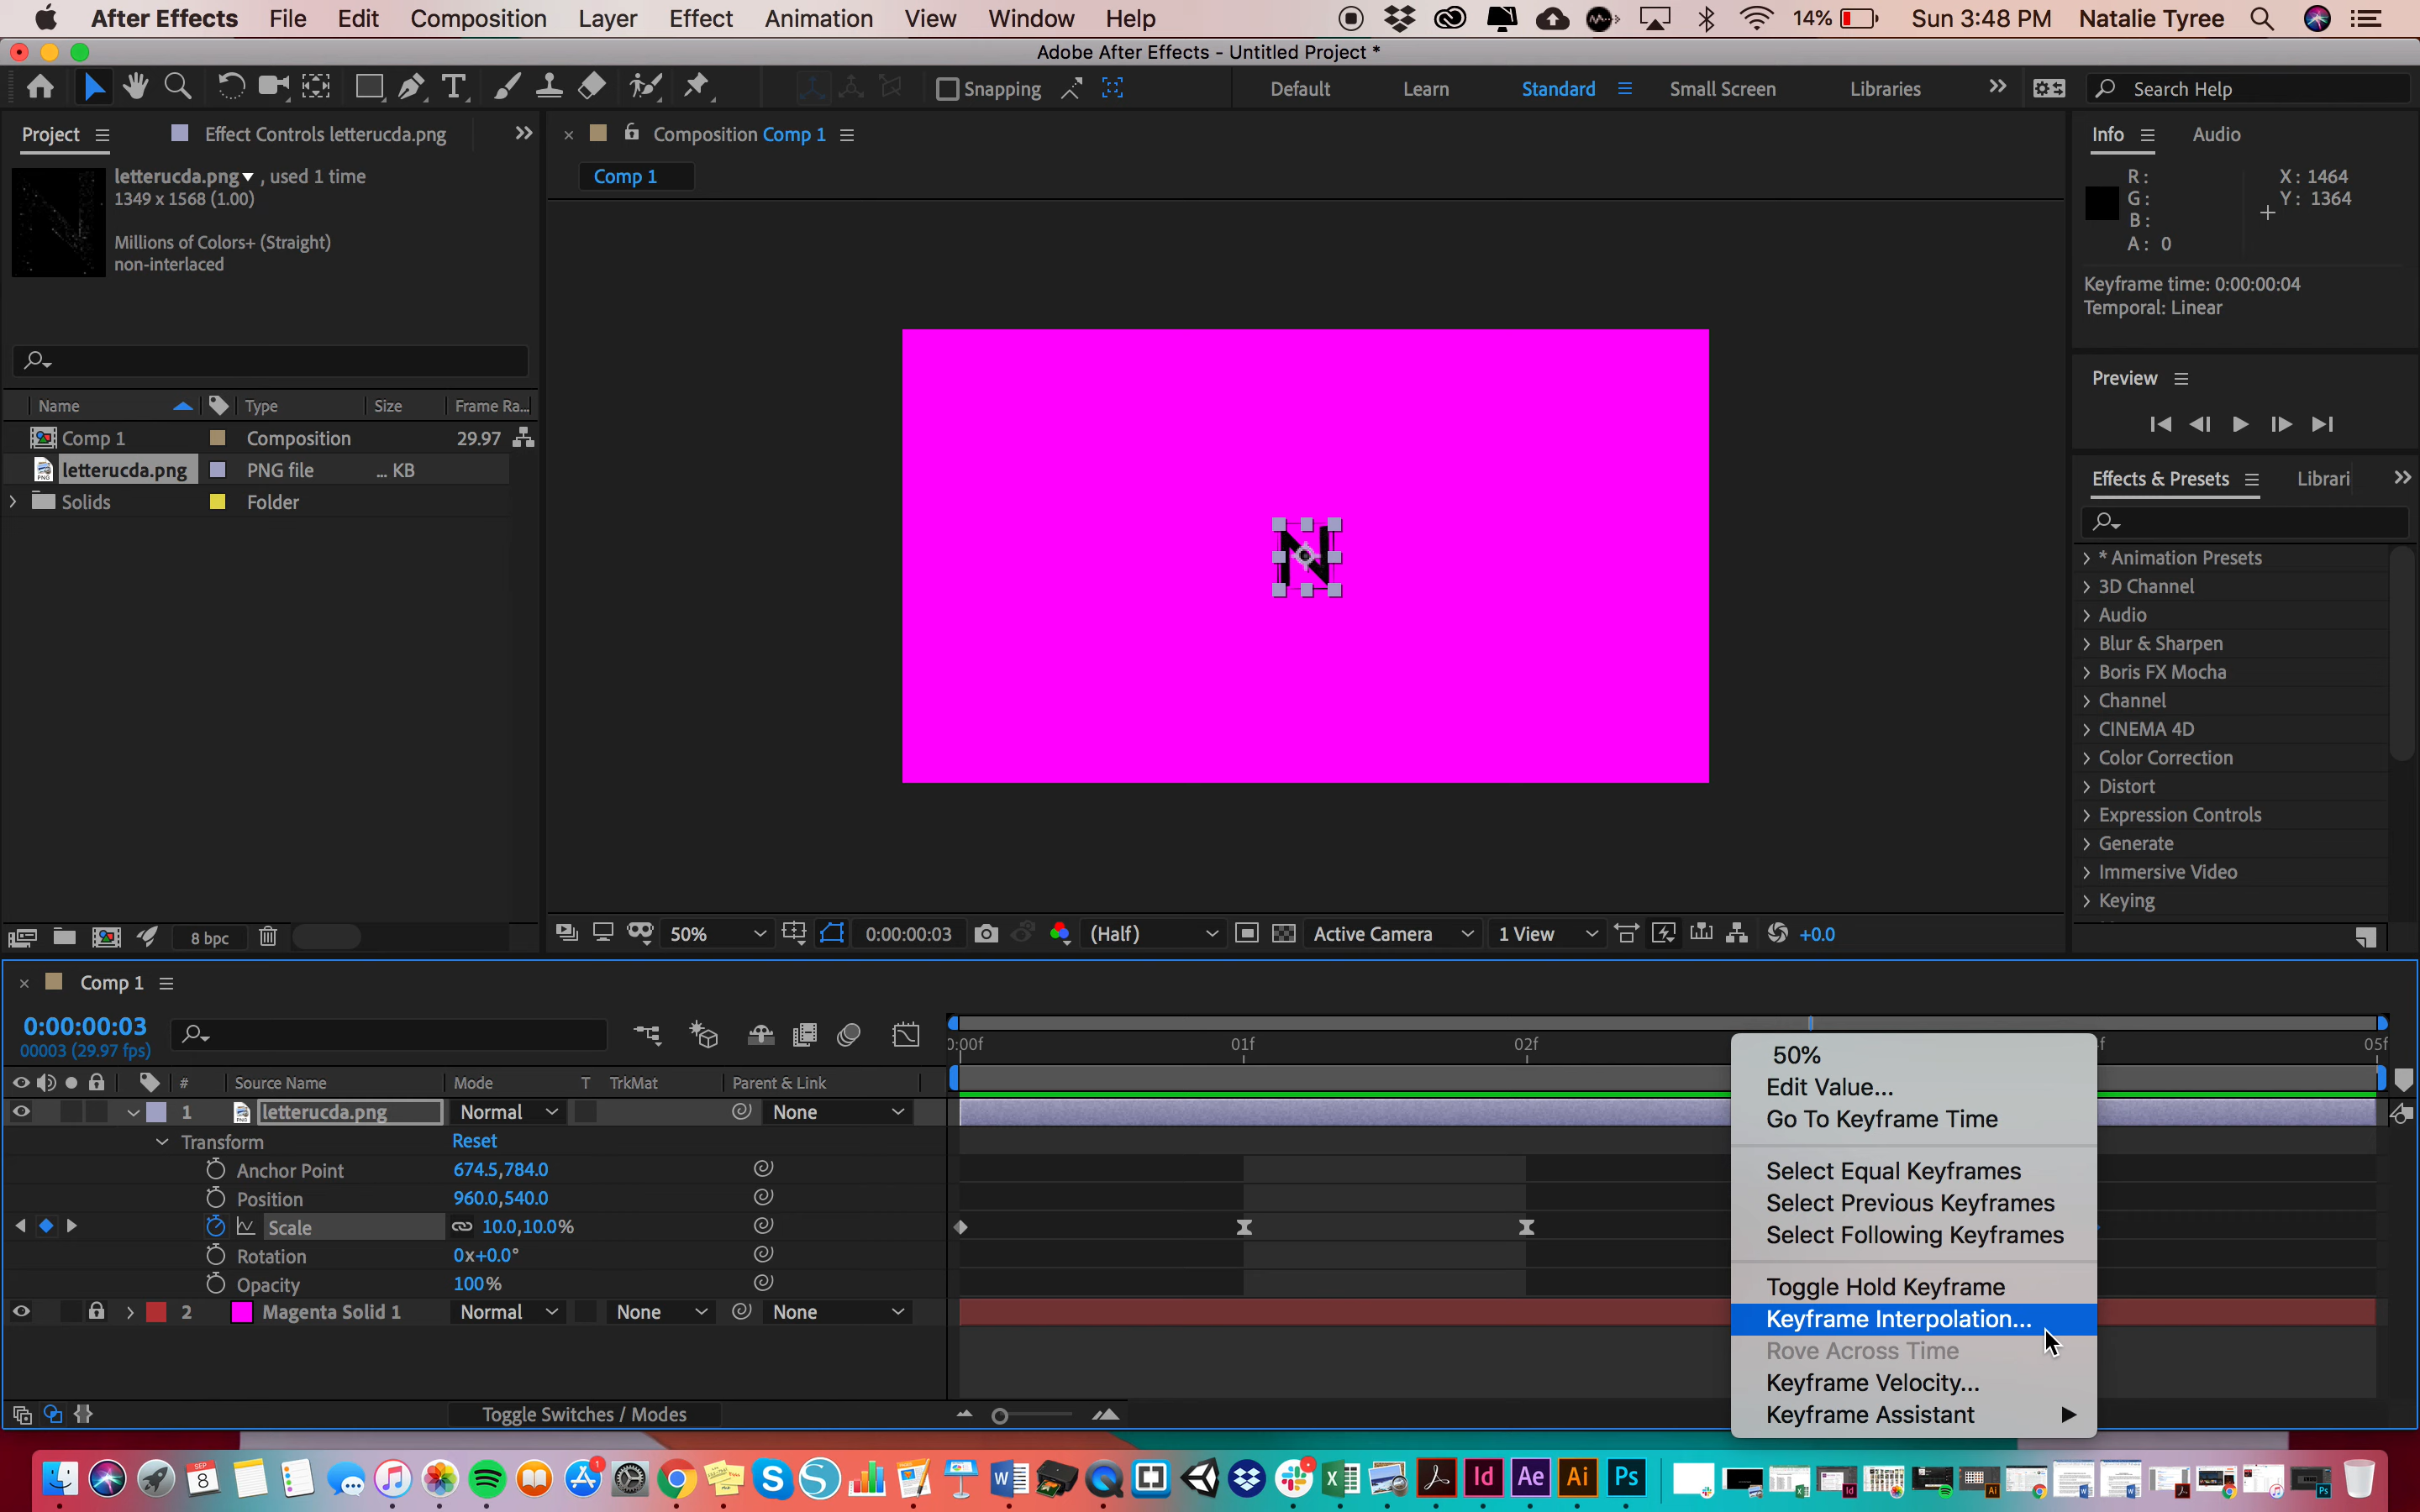 After Effects File Edit Composition Layer Effect Animation View Window Help 14% Sun 3:48 PM Natalie Tyree
Adobe After Effects - Untitled Project *
Snapping Default Learn Standard Small Screen Libraries Search Help
Project Effect Controls letterucda.png Composition Comp 1 Info Audio
letterucda.png , used 1 time
1349 x 1568 (1.00)
Millions of Colors+ (Straight)
non-interlaced
Comp 1
R:
G:
B:
A: 0
X: 1464
Y: 1364
Keyframe time: 0:00:00:04
Temporal: Linear
Preview
Name Type Size Frame Ra...
Comp 1 Composition 29.97
letterucda.png PNG file ... KB
Solids Folder
N
Effects & Presets Librari
* Animation Presets
3D Channel
Audio
Blur & Sharpen
Boris FX Mocha
Channel
CINEMA 4D
Color Correction
Distort
Expression Controls
Generate
Immersive Video
Keying
8 bpc 50% 0:00:00:03 (Half) Active Camera 1 View +0.0
Comp 1
0:00:00:03
00003 (29.97 fps)
:00f 01f 02f f 05f
# Source Name Mode T TrkMat Parent & Link
1 letterucda.png Normal None
Transform Reset
Anchor Point 674.5,784.0
Position 960.0,540.0
Scale 10.0,10.0%
Rotation 0x+0.0°
Opacity 100%
2 Magenta Solid 1 Normal None None
Toggle Switches / Modes
50%
Edit Value...
Go To Keyframe Time
Select Equal Keyframes
Select Previous Keyframes
Select Following Keyframes
Toggle Hold Keyframe
Keyframe Interpolation...
Rove Across Time
Keyframe Velocity...
Keyframe Assistant
SEP 8 1 Id Ae Ai Ps